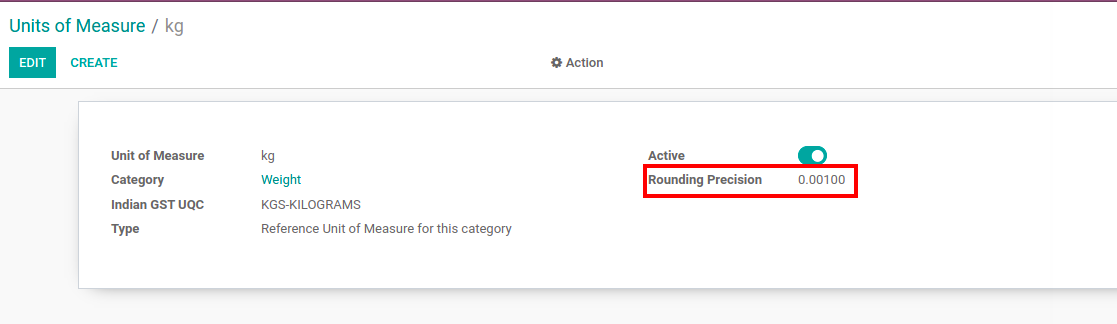 Units of Measure / kg
EDIT CREATE Action
Unit of Measure kg Active
Category Weight Rounding Precision 0.00100
Indian GST UQC KGS-KILOGRAMS
Type Reference Unit of Measure for this category